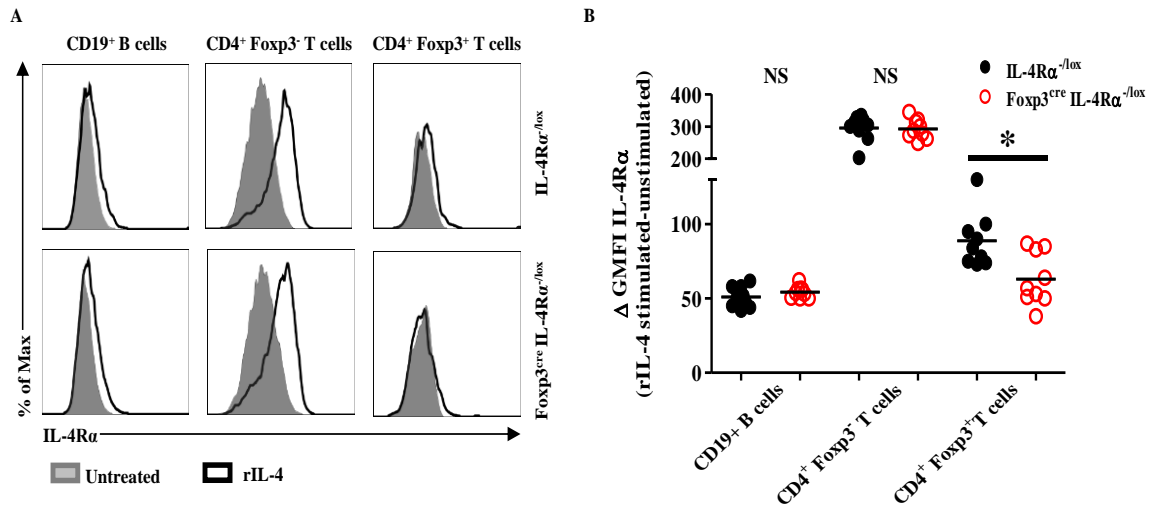 A
CD19⁺ B cells
CD4⁺ Foxp3⁻ T cells
CD4⁺ Foxp3⁺ T cells
% of Max
IL-4Rα⁻/lox
Foxp3cre IL-4Rα⁻/lox
IL-4Rα
Untreated
rIL-4
B
Δ GMFI IL-4Rα
(rIL-4 stimulated-unstimulated)
NS
NS
*
IL-4Rα⁻/lox
Foxp3cre IL-4Rα⁻/lox
400
300
200
100
50
0
CD19+ B cells
CD4⁺ Foxp3⁻ T cells
CD4⁺ Foxp3⁺T cells